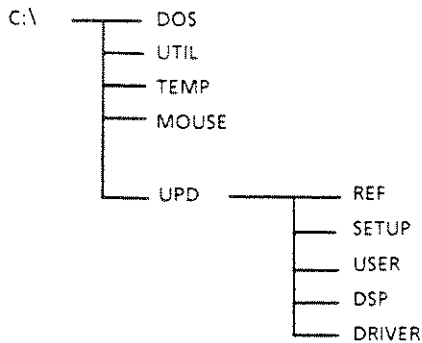 C:\ DOS
UTIL
TEMP
MOUSE
UPD REF
SETUP
USER
DSP
DRIVER